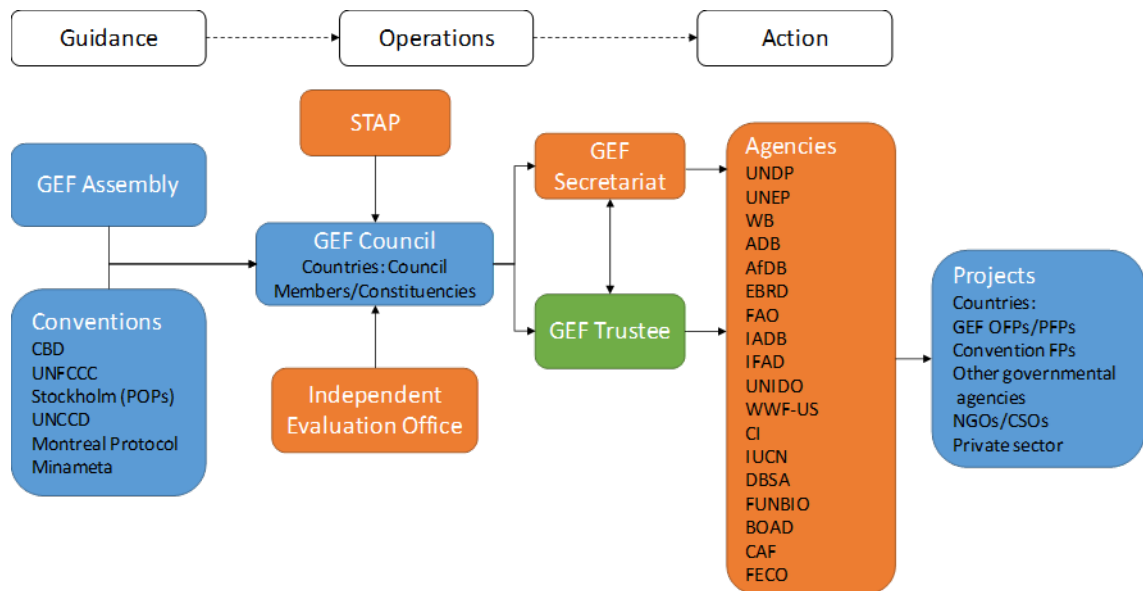 Guidance
Operations
Action
STAP
GEF Assembly
GEF Council
Countries: Council
Members/Constituencies
Conventions
CBD
UNFCCC
Stockholm (POPs)
UNCCD
Montreal Protocol
Minameta
Independent
Evaluation Office
GEF
Secretariat
GEF Trustee
Agencies
UNDP
UNEP
WB
ADB
AfDB
EBRD
FAO
IADB
IFAD
UNIDO
WWF-US
CI
IUCN
DBSA
FUNBIO
BOAD
CAF
FECO
Projects
Countries:
GEF OFPs/PFPs
Convention FPs
Other governmental
agencies
NGOs/CSOs
Private sector